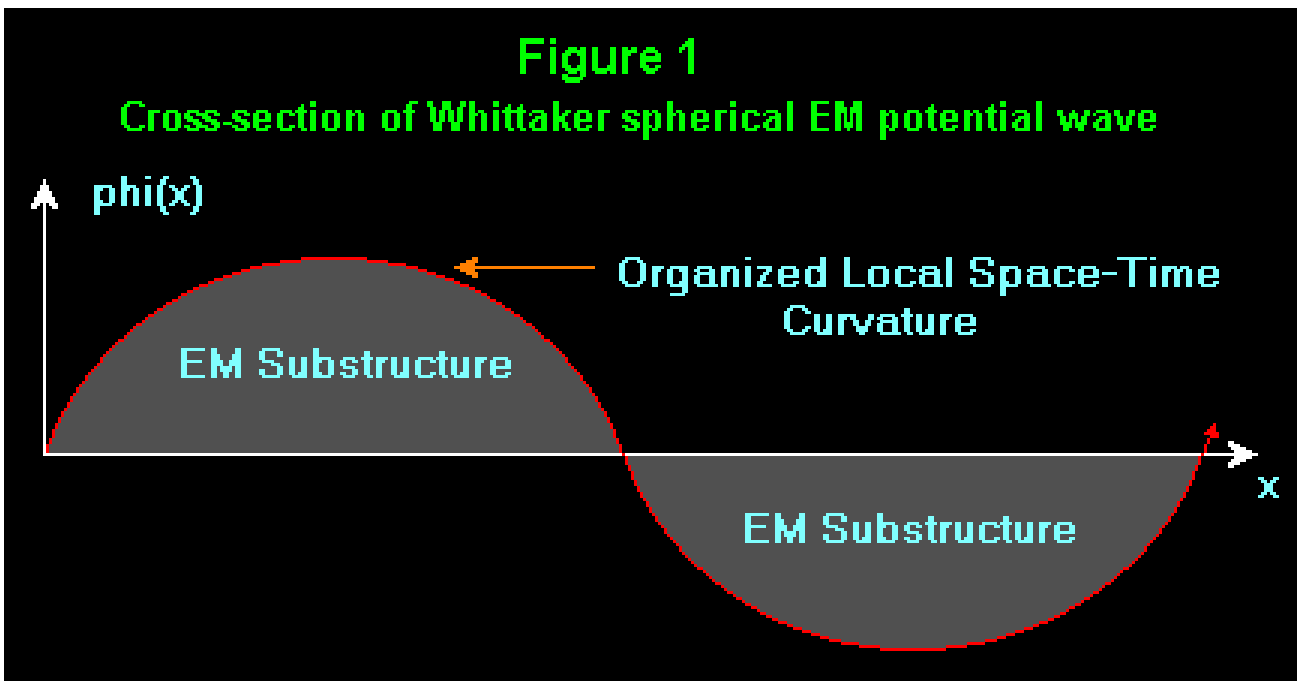 Figure 1
Cross-section of Whittaker spherical EM potential wave
phi(x)
Organized Local Space-Time
Curvature
EM Substructure
x
EM Substructure